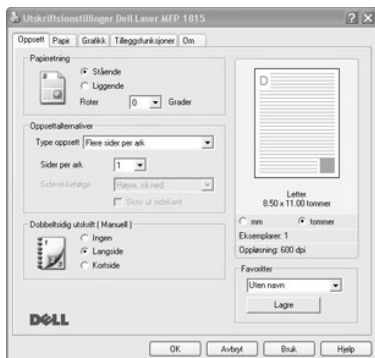 Utskriftsinnstillinger Dell Laser MFP 1815
Oppsett Papir Grafikk Tilleggsfunksjoner Om
Papirretning
Stående
Liggende
Roter 0 Grader
Oppsettalternativer
Type oppsett Flere sider per ark
Sider per ark 1
Siderekkefølge Høyre, så ned
Skriv ut sidekant
Dobbeltsidig utskrift ( Manuell )
Ingen
Langside
Kortside
DELL
Letter
8.50 x 11.00 tommer
mm tommer
Eksemplarer: 1
Oppløsning: 600 dpi
Favoritter
Uten navn
Lagre
OK Avbryt Bruk Hjelp